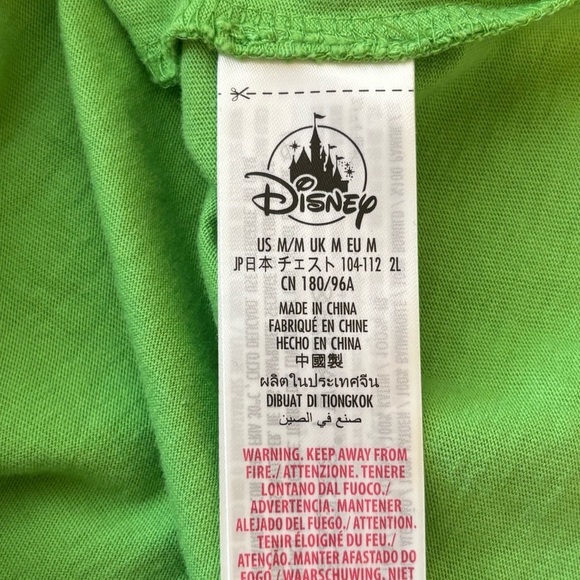 Disney
US M/M UK M EU M
JP日本 チェスト 104-112 2L
CN 180/96A
MADE IN CHINA
FABRIQUÉ EN CHINE
HECHO EN CHINA
中國製
ผลิตในประเทศจีน
DIBUAT DI TIONGKOK
صنع في الصين
WARNING. KEEP AWAY FROM
FIRE./ ATTENZIONE. TENERE
LONTANO DAL FUOCO./
ADVERTENCIA. MANTENER
ALEJADO DEL FUEGO./ ATTENTION.
TENIR ÉLOIGNÉ DU FEU./
ATENÇÃO. MANTER AFASTADO DO
FOGO./WAARSCHUWING. NIET